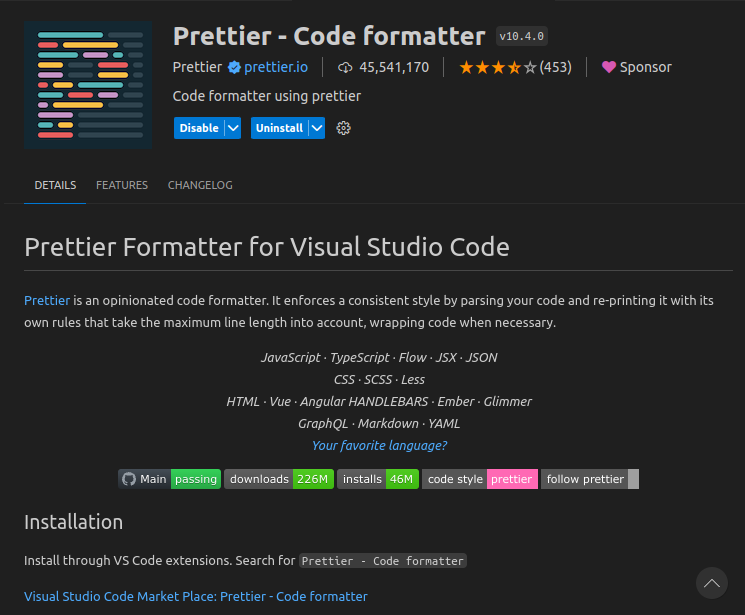 Prettier - Code formatter v10.4.0
Prettier prettier.io 45,541,170 (453) Sponsor
Code formatter using prettier
Disable Uninstall
DETAILS FEATURES CHANGELOG
Prettier Formatter for Visual Studio Code
Prettier is an opinionated code formatter. It enforces a consistent style by parsing your code and re-printing it with its
own rules that take the maximum line length into account, wrapping code when necessary.
JavaScript · TypeScript · Flow · JSX · JSON
CSS · SCSS · Less
HTML · Vue · Angular HANDLEBARS · Ember · Glimmer
GraphQL · Markdown · YAML
Your favorite language?
Main passing downloads 226M installs 46M code style prettier follow prettier
Installation
Install through VS Code extensions. Search for Prettier - Code formatter
Visual Studio Code Market Place: Prettier - Code formatter